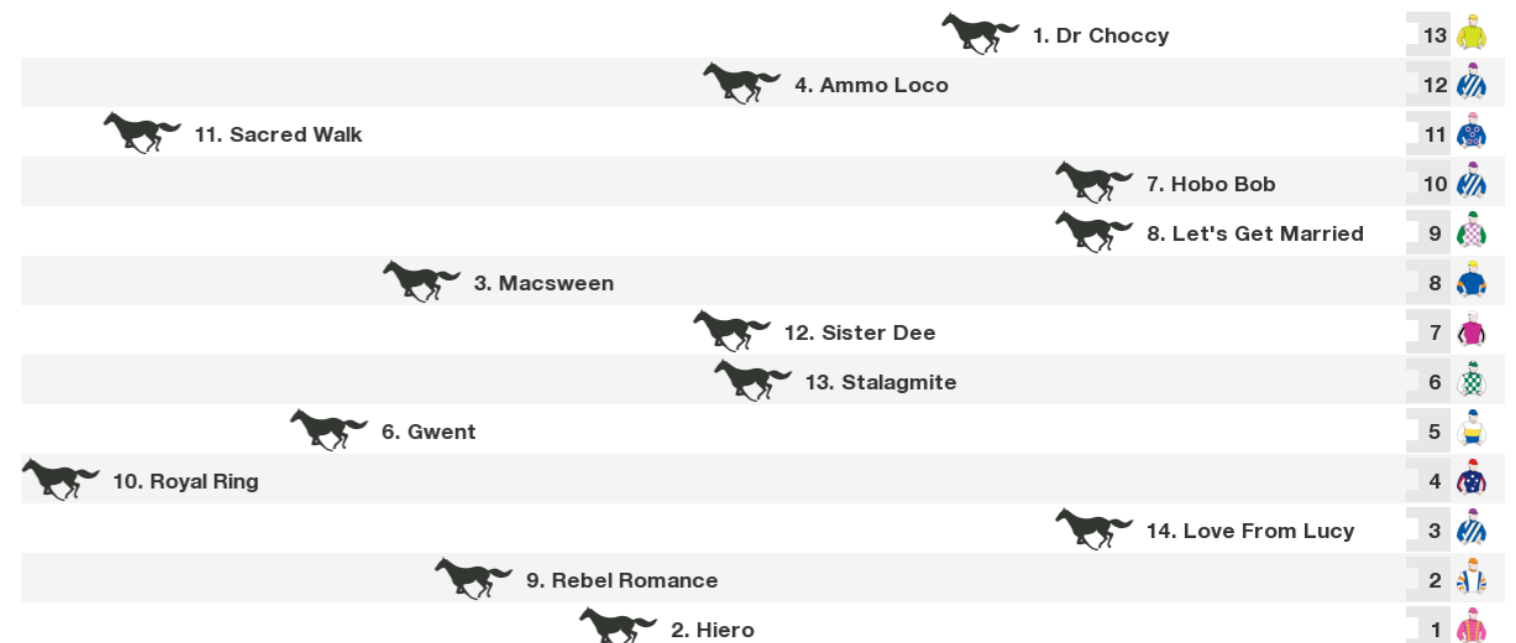 1. Dr Choccy 13
4. Ammo Loco 12
11. Sacred Walk 11
7. Hobo Bob 10
8. Let's Get Married 9
3. Macsween 8
12. Sister Dee 7
13. Stalagmite 6
6. Gwent 5
10. Royal Ring 4
14. Love From Lucy 3
9. Rebel Romance 2
2. Hiero 1